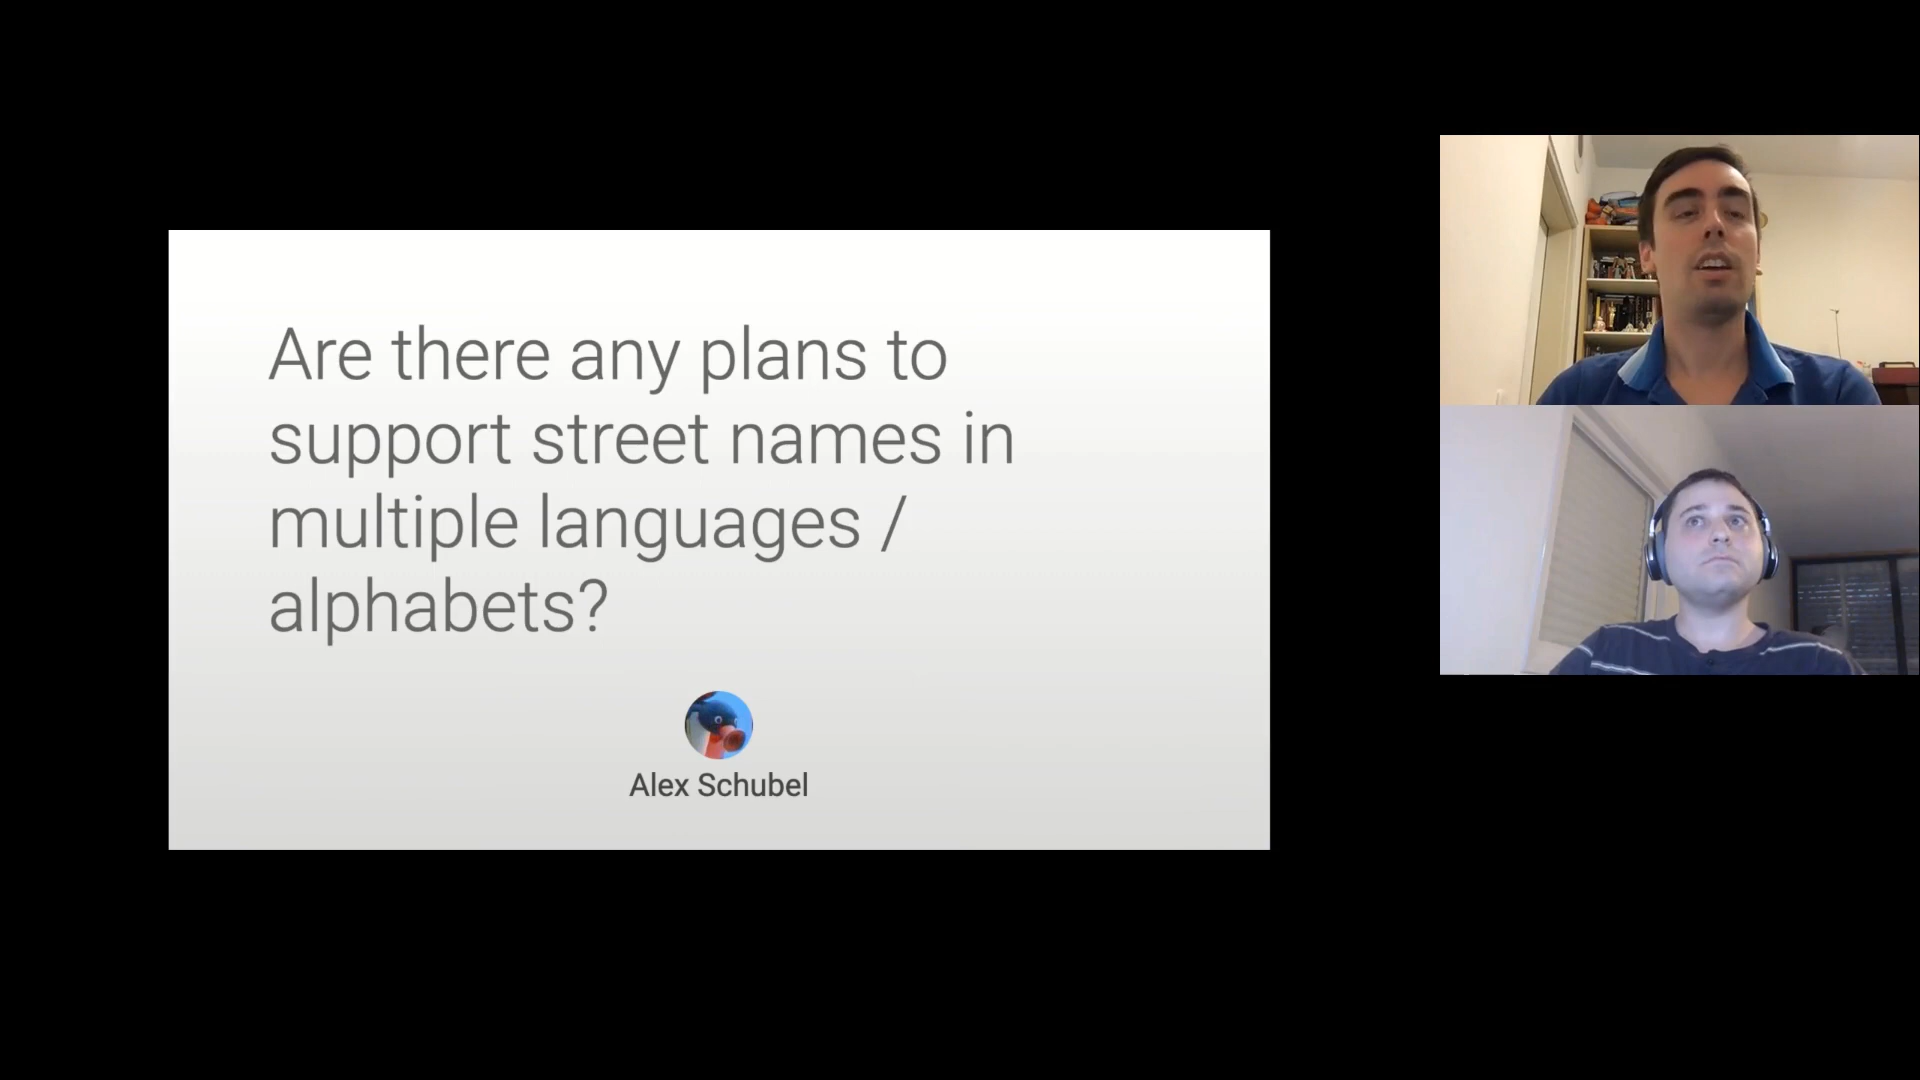 Are there any plans to
support street names in
multiple languages /
alphabets?
Alex Schubel